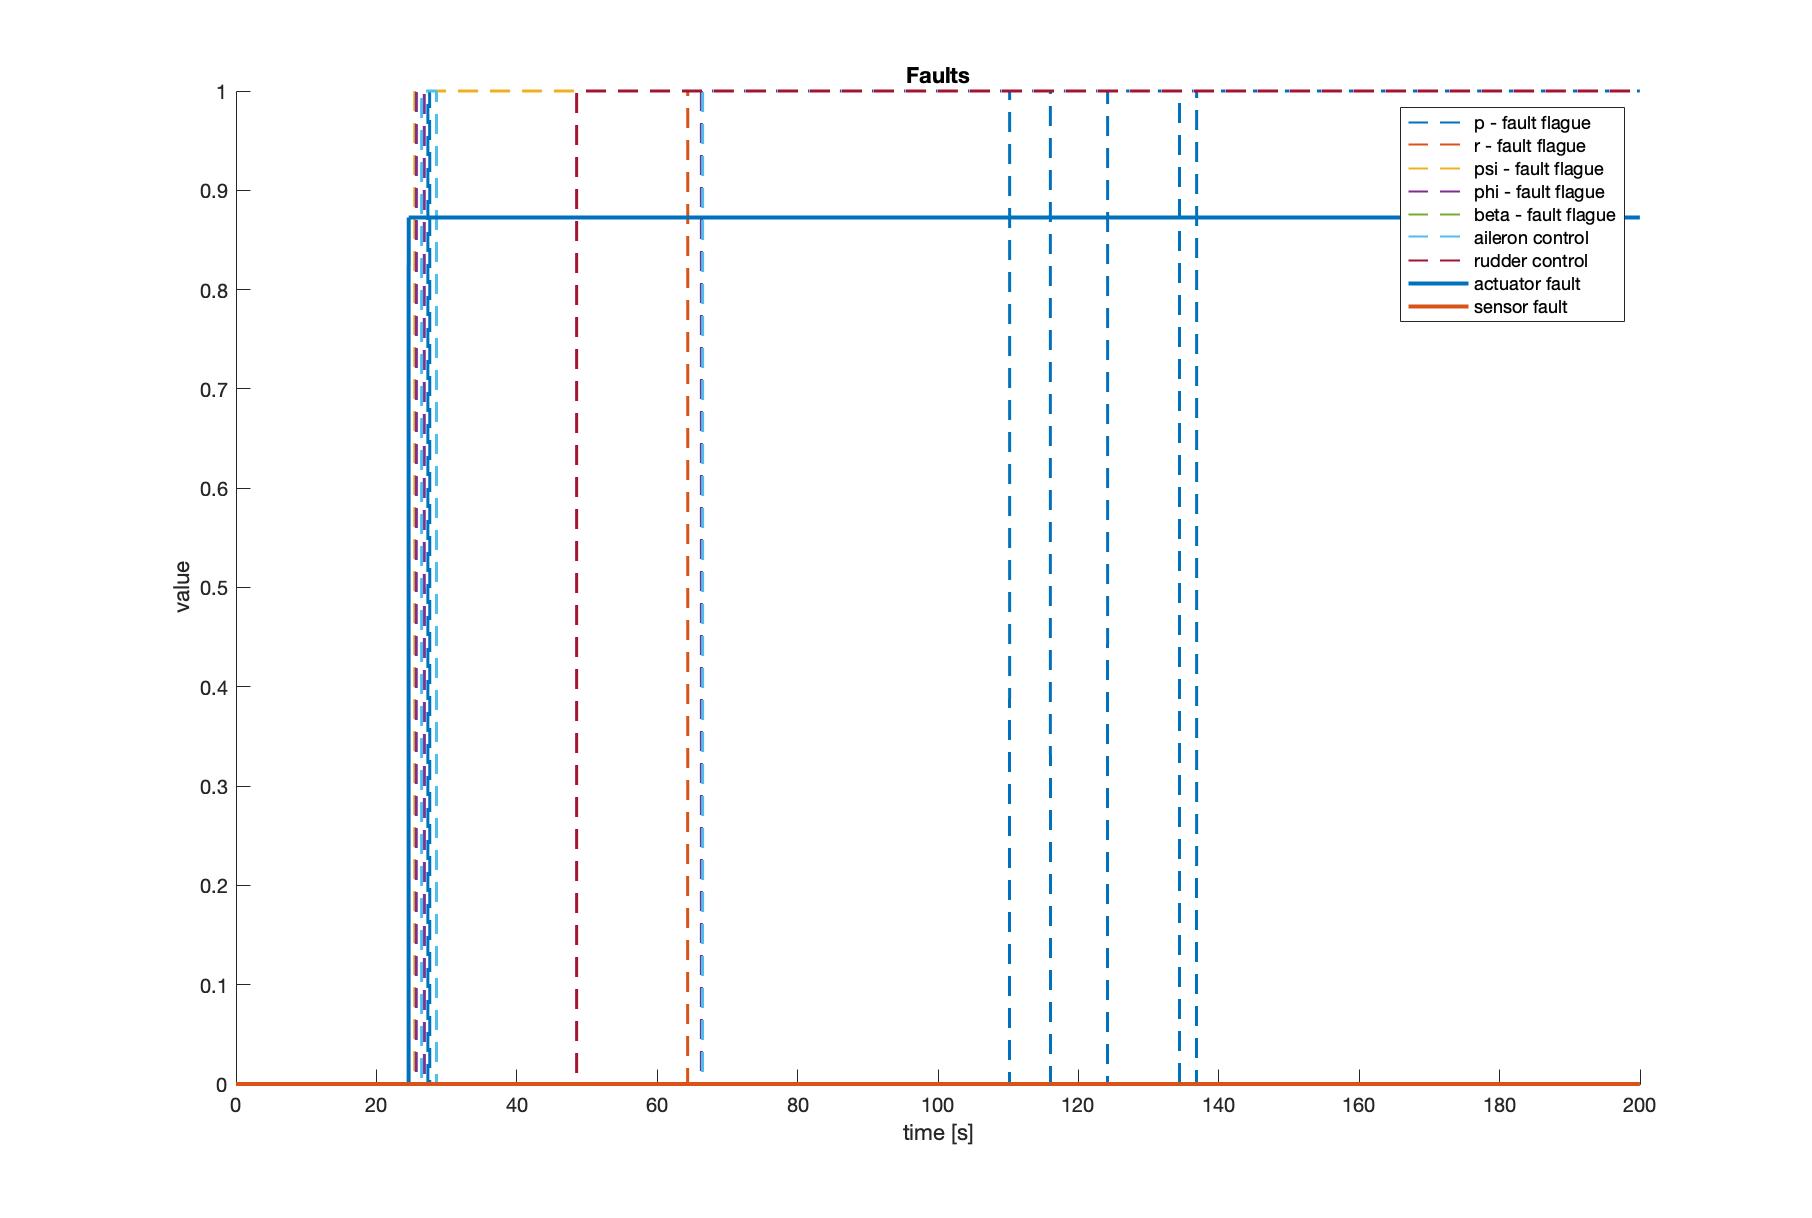 Faults
1
0.9
0.8
0.7
0.6
0.5
0.4
0.3
0.2
0.1
0
value
p - fault flague
r - fault flague
psi - fault flague
phi - fault flague
beta - fault flague
aileron control
rudder control
actuator fault
sensor fault
0 20 40 60 80 100 120 140 160 180 200
time [s]